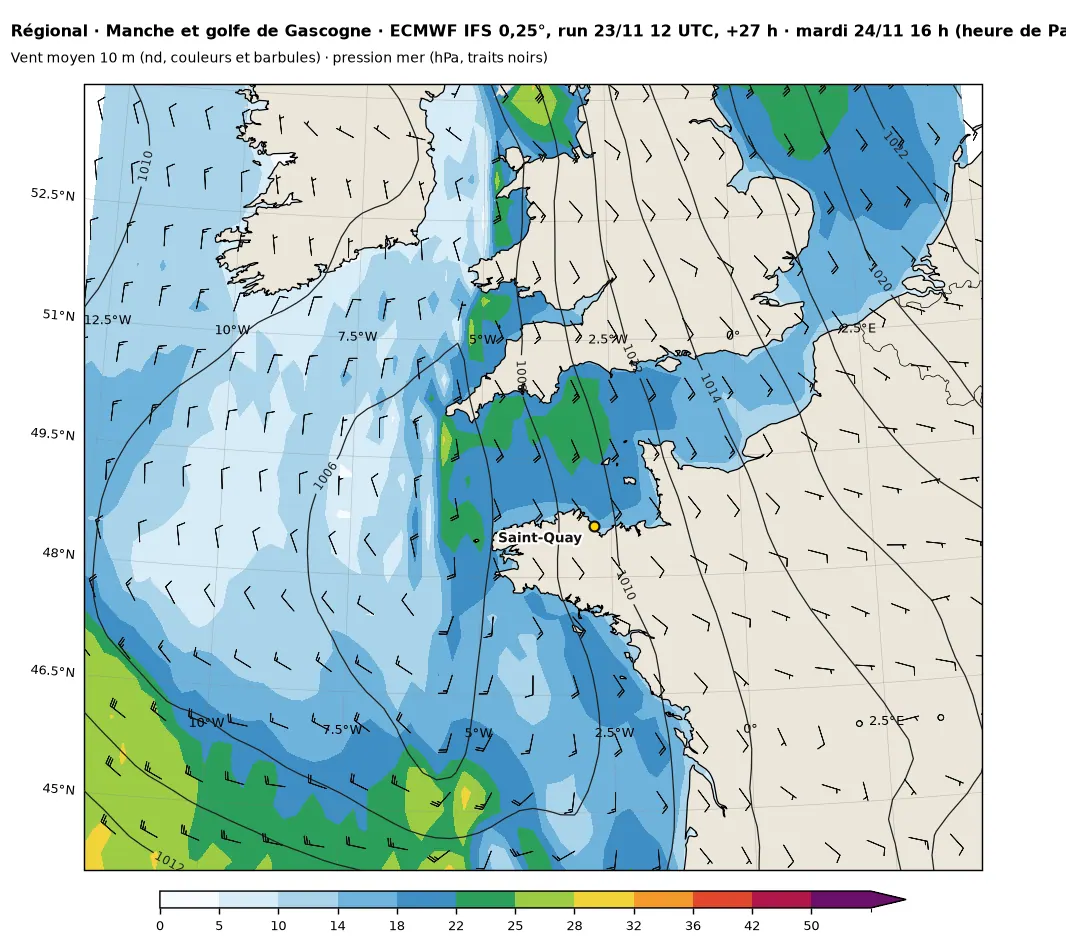 Régional · Manche et golfe de Gascogne · ECMWF IFS 0,25°, run 23/11 12 UTC, +27 h · mardi 24/11 16 h (heure de Pa
Vent moyen 10 m (nd, couleurs et barbules) · pression mer (hPa, traits noirs)
1022
1010
52.5°N
1020
51°N
12.5°W 10°W 7.5°W 5°W 2.5°W 0° 2.5°E
1008
1014
49.5°N
1006
Saint-Quay
48°N
1010
46.5°N
10°W 7.5°W 5°W 2.5°W 0° 2.5°E
45°N
1012
0 5 10 14 18 22 25 28 32 36 42 50